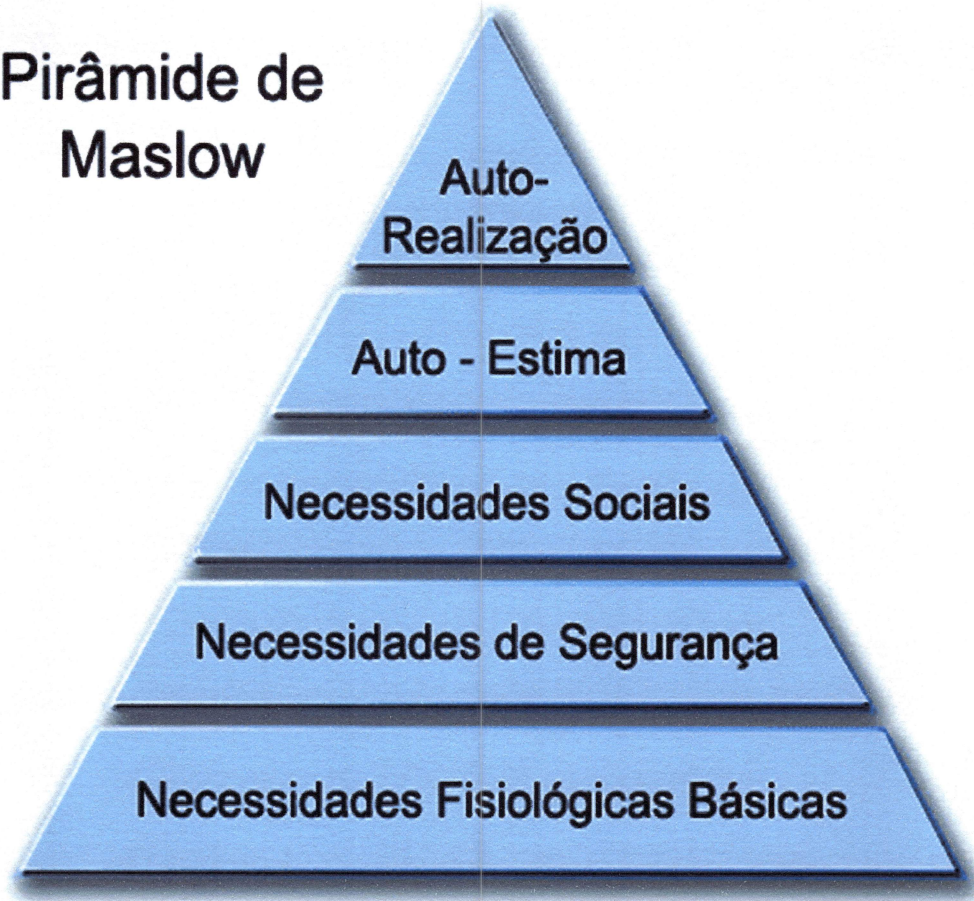 Pirâmide de
Maslow
Auto-
Realização
Auto - Estima
Necessidades Sociais
Necessidades de Segurança
Necessidades Fisiológicas Básicas